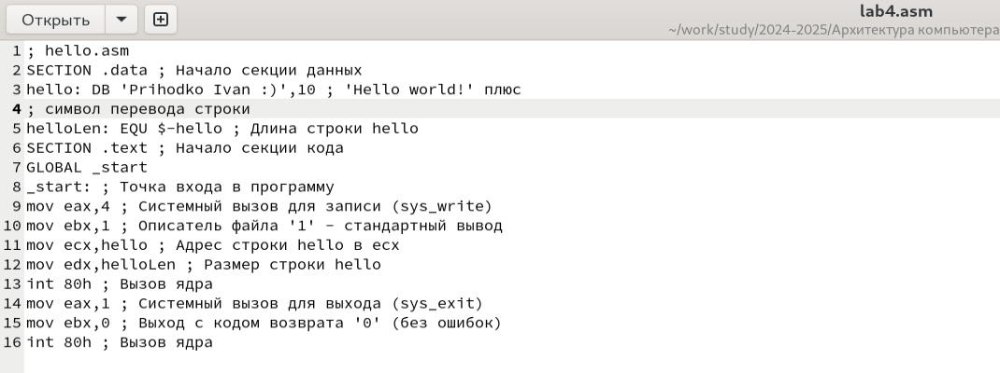 Открыть
lab4.asm
~/work/study/2024-2025/Архитектура компьютера
1 ; hello.asm
2 SECTION .data ; Начало секции данных
3 hello: DB 'Prihodko Ivan :)',10 ; 'Hello world!' плюс
4 ; символ перевода строки
5 helloLen: EQU $-hello ; Длина строки hello
6 SECTION .text ; Начало секции кода
7 GLOBAL _start
8 _start: ; Точка входа в программу
9 mov eax,4 ; Системный вызов для записи (sys_write)
10 mov ebx,1 ; Описатель файла '1' - стандартный вывод
11 mov ecx,hello ; Адрес строки hello в ecx
12 mov edx,helloLen ; Размер строки hello
13 int 80h ; Вызов ядра
14 mov eax,1 ; Системный вызов для выхода (sys_exit)
15 mov ebx,0 ; Выход с кодом возврата '0' (без ошибок)
16 int 80h ; Вызов ядра